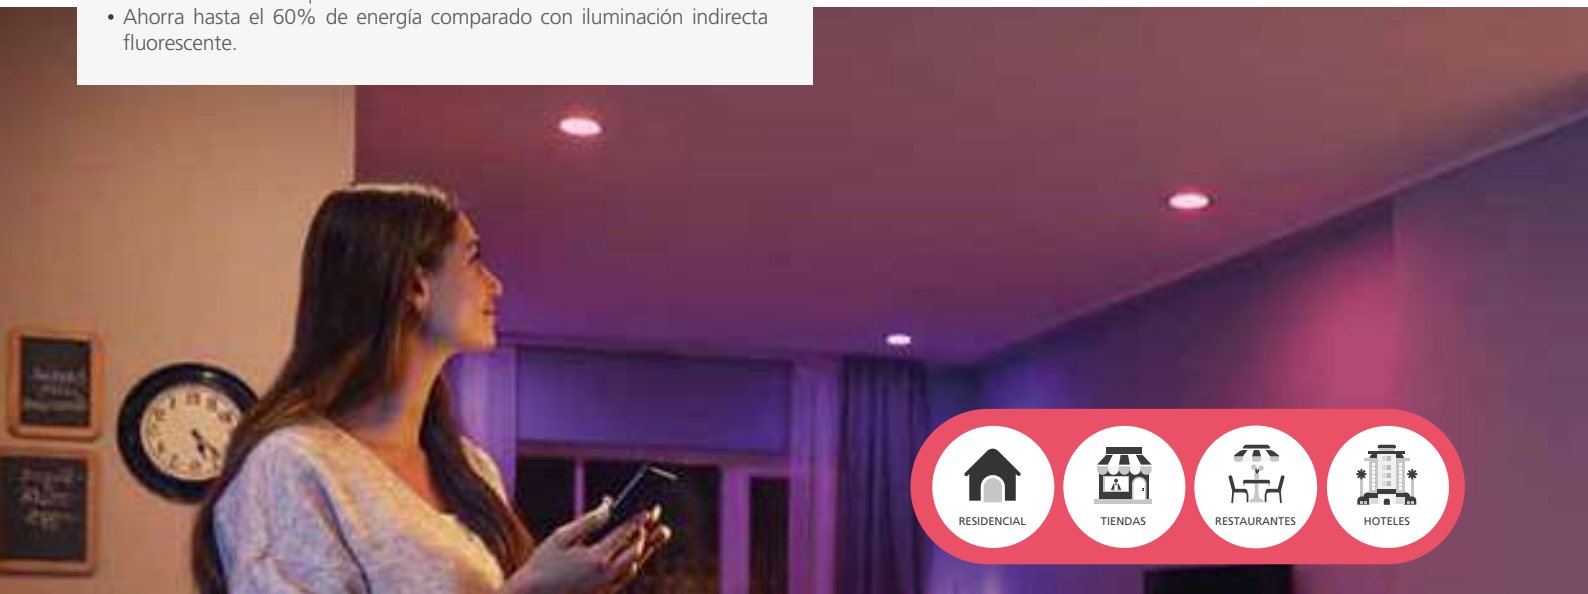 • Ahorra hasta el 60% de energía comparado con iluminación indirecta
fluorescente.
RESIDENCIAL
TIENDAS
RESTAURANTES
HOTELES